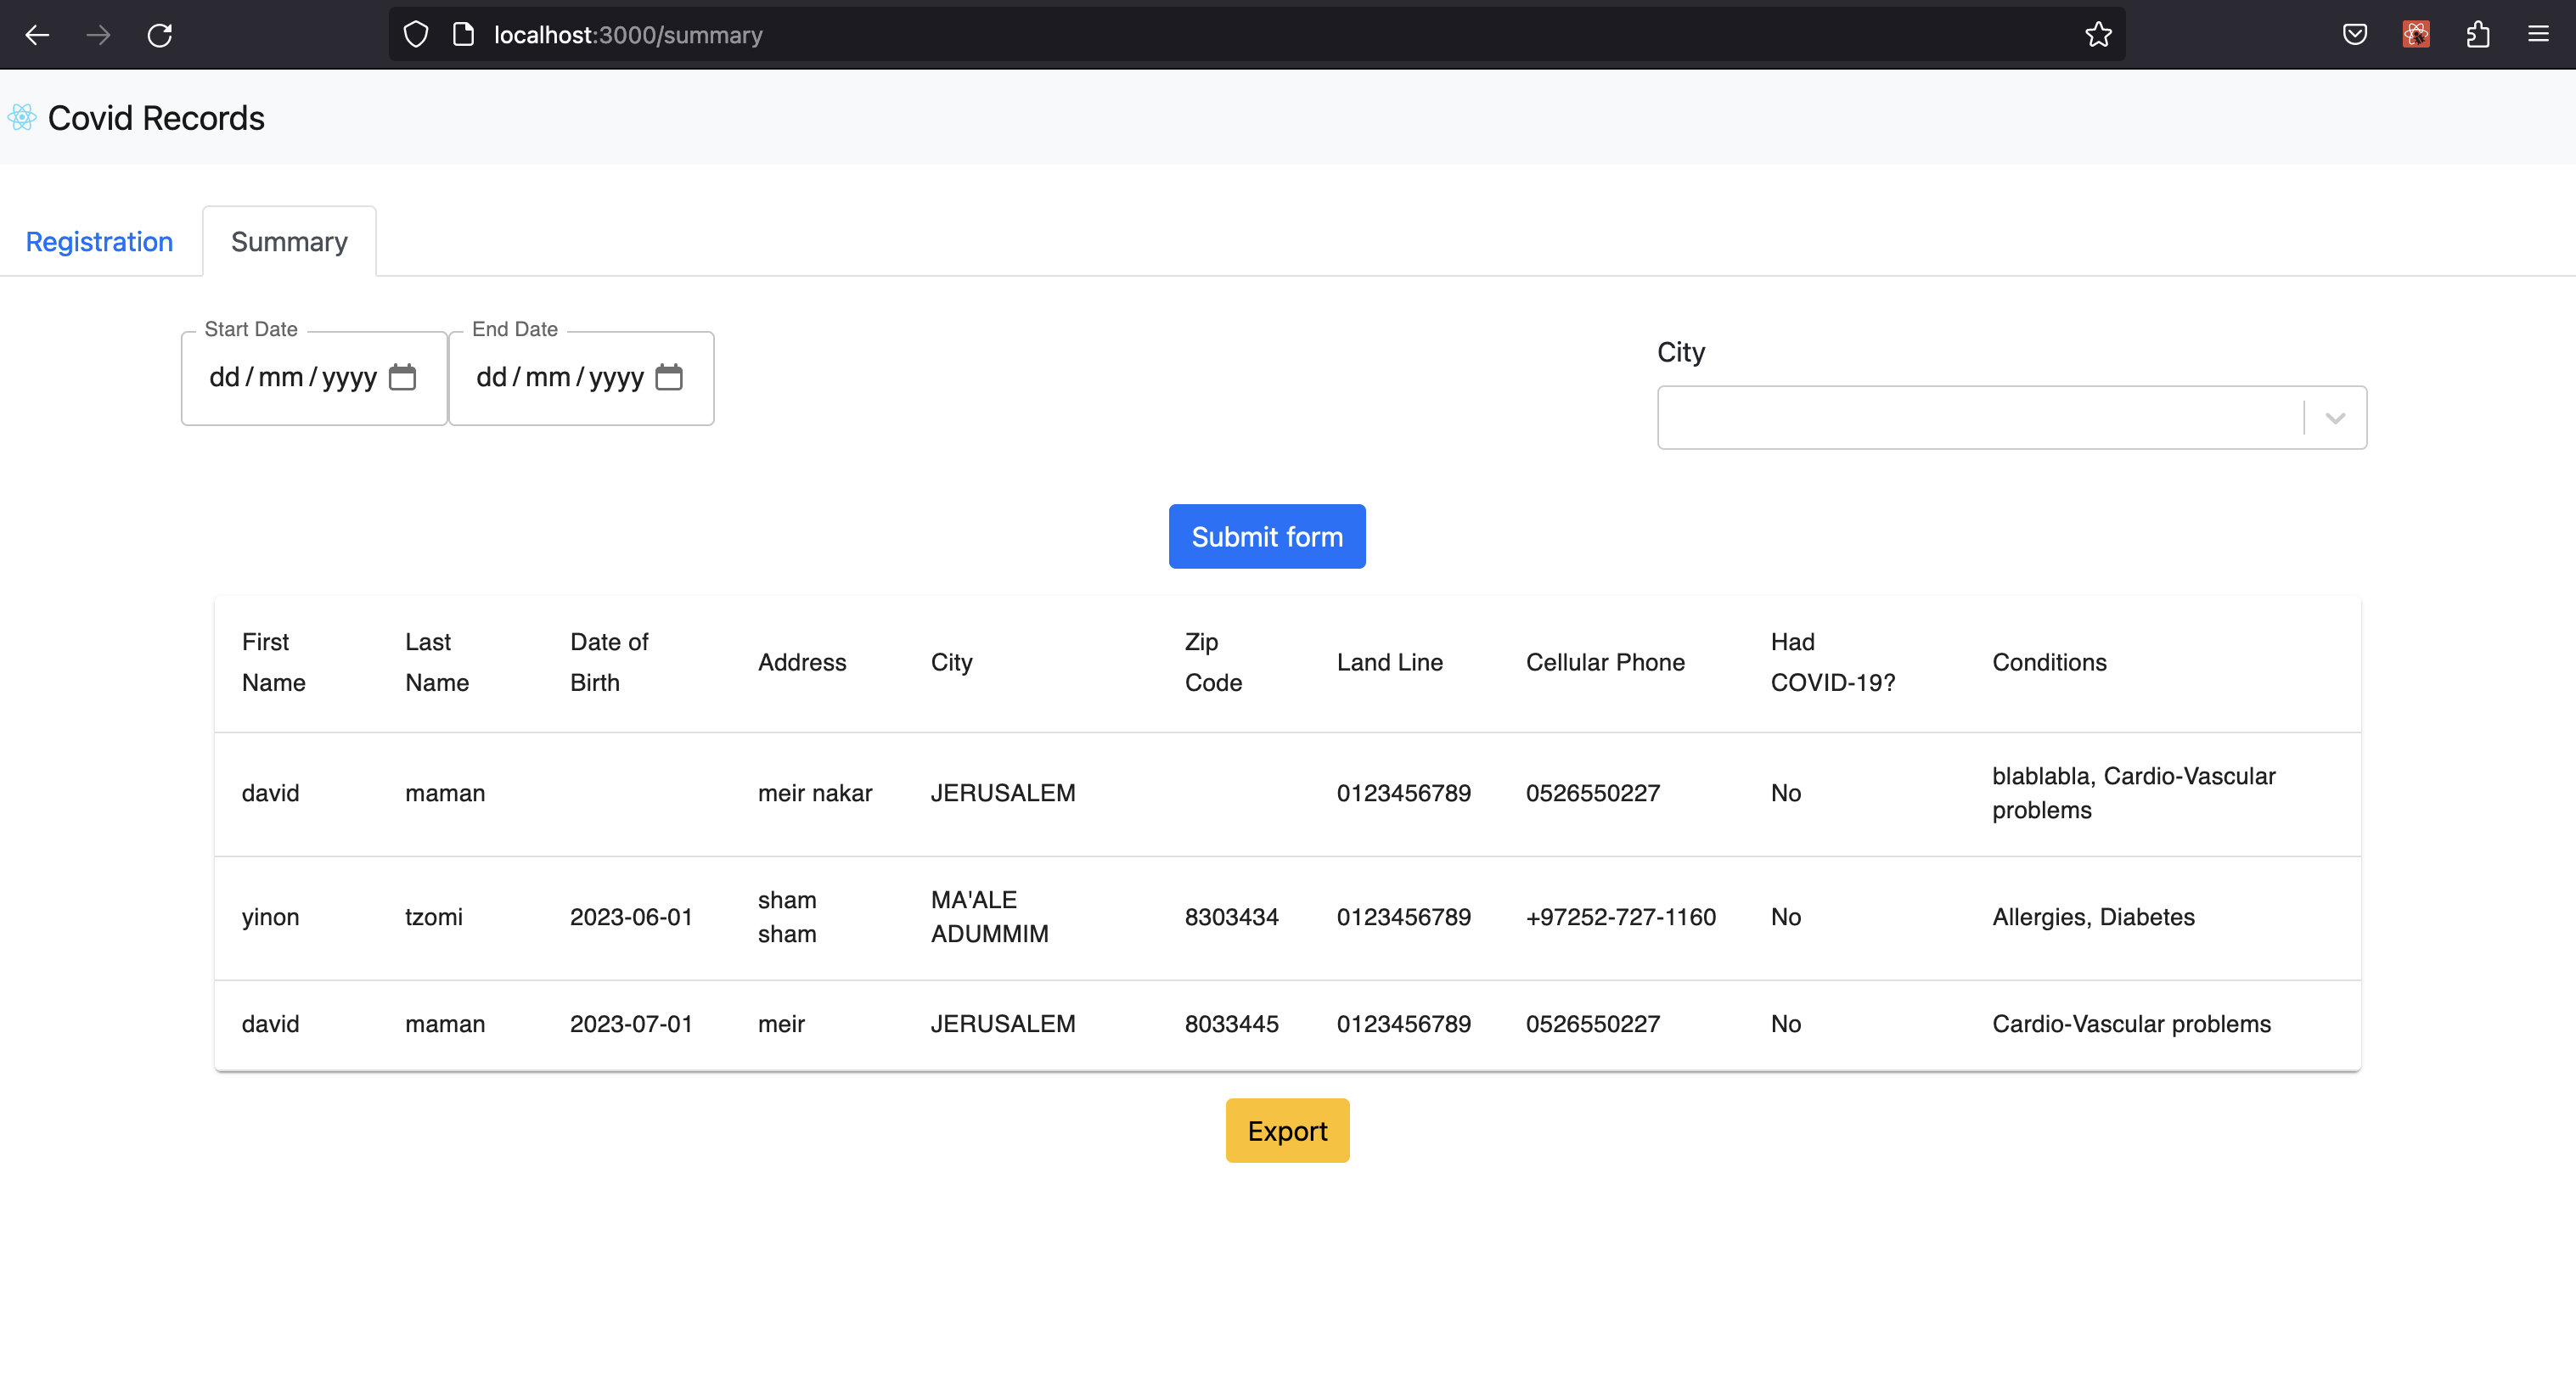 localhost:3000/summary
Covid Records
Registration Summary
Start Date End Date
dd/mm/yyyy dd/mm/yyyy
City
Submit form
First Name Last Name Date of Birth Address City Zip Code Land Line Cellular Phone Had COVID-19? Conditions
david maman meir nakar JERUSALEM 0123456789 0526550227 No blablabla, Cardio-Vascular problems
yinon tzomi 2023-06-01 sham sham MA'ALE ADUMMIM 8303434 0123456789 +97252-727-1160 No Allergies, Diabetes
david maman 2023-07-01 meir JERUSALEM 8033445 0123456789 0526550227 No Cardio-Vascular problems
Export